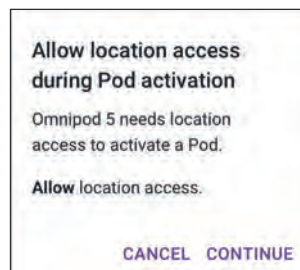 Allow location access
during Pod activation
Omnipod 5 needs location
access to activate a Pod.
Allow location access.
CANCEL CONTINUE